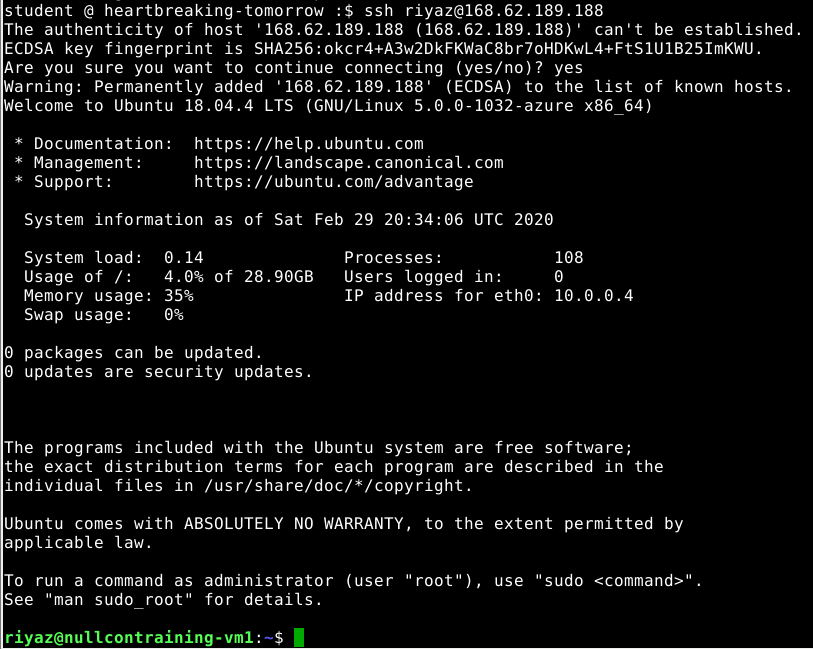 student @ heartbreaking-tomorrow :$ ssh riyaz@168.62.189.188
The authenticity of host '168.62.189.188 (168.62.189.188)' can't be established.
ECDSA key fingerprint is SHA256:okcr4+A3w2DkFKWaC8br7oHDKwL4+FtS1U1B25ImKWU.
Are you sure you want to continue connecting (yes/no)? yes
Warning: Permanently added '168.62.189.188' (ECDSA) to the list of known hosts.
Welcome to Ubuntu 18.04.4 LTS (GNU/Linux 5.0.0-1032-azure x86_64)

 * Documentation:  https://help.ubuntu.com
 * Management:     https://landscape.canonical.com
 * Support:        https://ubuntu.com/advantage

  System information as of Sat Feb 29 20:34:06 UTC 2020

  System load:  0.14              Processes:           108
  Usage of /:   4.0% of 28.90GB   Users logged in:     0
  Memory usage: 35%               IP address for eth0: 10.0.0.4
  Swap usage:   0%

0 packages can be updated.
0 updates are security updates.

The programs included with the Ubuntu system are free software;
the exact distribution terms for each program are described in the
individual files in /usr/share/doc/*/copyright.

Ubuntu comes with ABSOLUTELY NO WARRANTY, to the extent permitted by
applicable law.

To run a command as administrator (user "root"), use "sudo <command>".
See "man sudo_root" for details.

riyaz@nullcontraining-vm1:~$